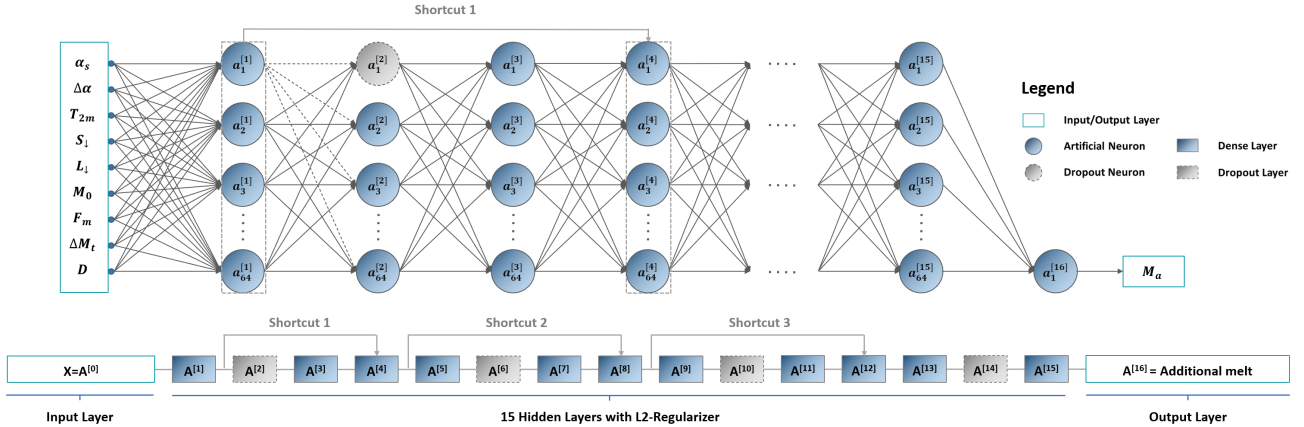 Shortcut 1
α_s
Δα
T_2m
S_↓
L_↓
M_0
F_m
ΔM_t
D
a_1^[1] a_1^[2] a_1^[3] a_1^[4] · · · · a_1^[15]
a_2^[1] a_2^[2] a_2^[3] a_2^[4] · · · · a_2^[15]
a_3^[1] a_3^[2] a_3^[3] a_3^[4] · · · · a_3^[15]
a_64^[1] a_64^[2] a_64^[3] a_64^[4] · · · · a_64^[15] a_1^[16] M_a
Legend
Input/Output Layer
Artificial Neuron Dense Layer
Dropout Neuron Dropout Layer
Shortcut 1 Shortcut 2 Shortcut 3
X=A^[0] A^[1] A^[2] A^[3] A^[4] A^[5] A^[6] A^[7] A^[8] A^[9] A^[10] A^[11] A^[12] A^[13] A^[14] A^[15] A^[16] = Additional melt
Input Layer 15 Hidden Layers with L2-Regularizer Output Layer